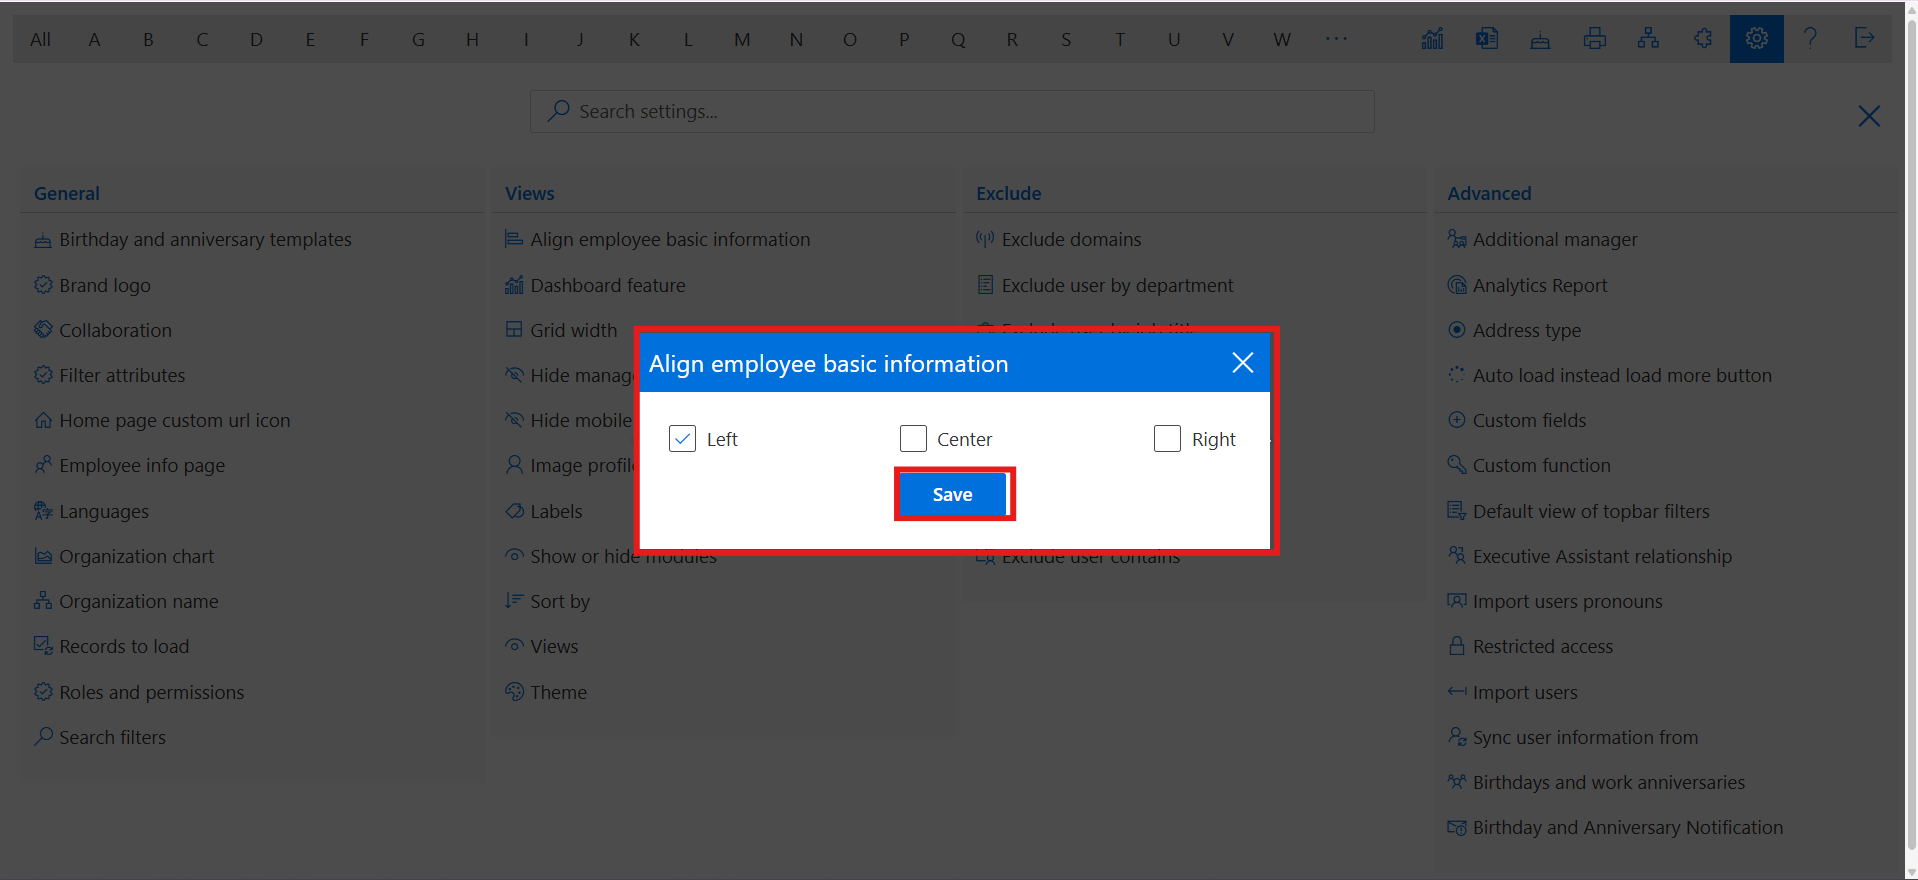 All A B C D E F G H I J K L M N O P Q R S T U V W ...
Search settings...
General
Birthday and anniversary templates
Brand logo
Collaboration
Filter attributes
Home page custom url icon
Employee info page
Languages
Organization chart
Organization name
Records to load
Roles and permissions
Search filters
Views
Align employee basic information
Dashboard feature
Grid width
Hide
Hide mobile
Image
Labels
Show or hide modules
Sort by
Views
Theme
Exclude
Exclude domains
Exclude user by department
Exclude user by job title
Exclude user contains
Advanced
Additional manager
Analytics Report
Address type
Auto load instead load more button
Custom fields
Custom function
Default view of topbar filters
Executive Assistant relationship
Import users pronouns
Restricted access
Import users
Sync user information from
Birthdays and work anniversaries
Birthday and Anniversary Notification
Align employee basic information
Left Center Right
Save